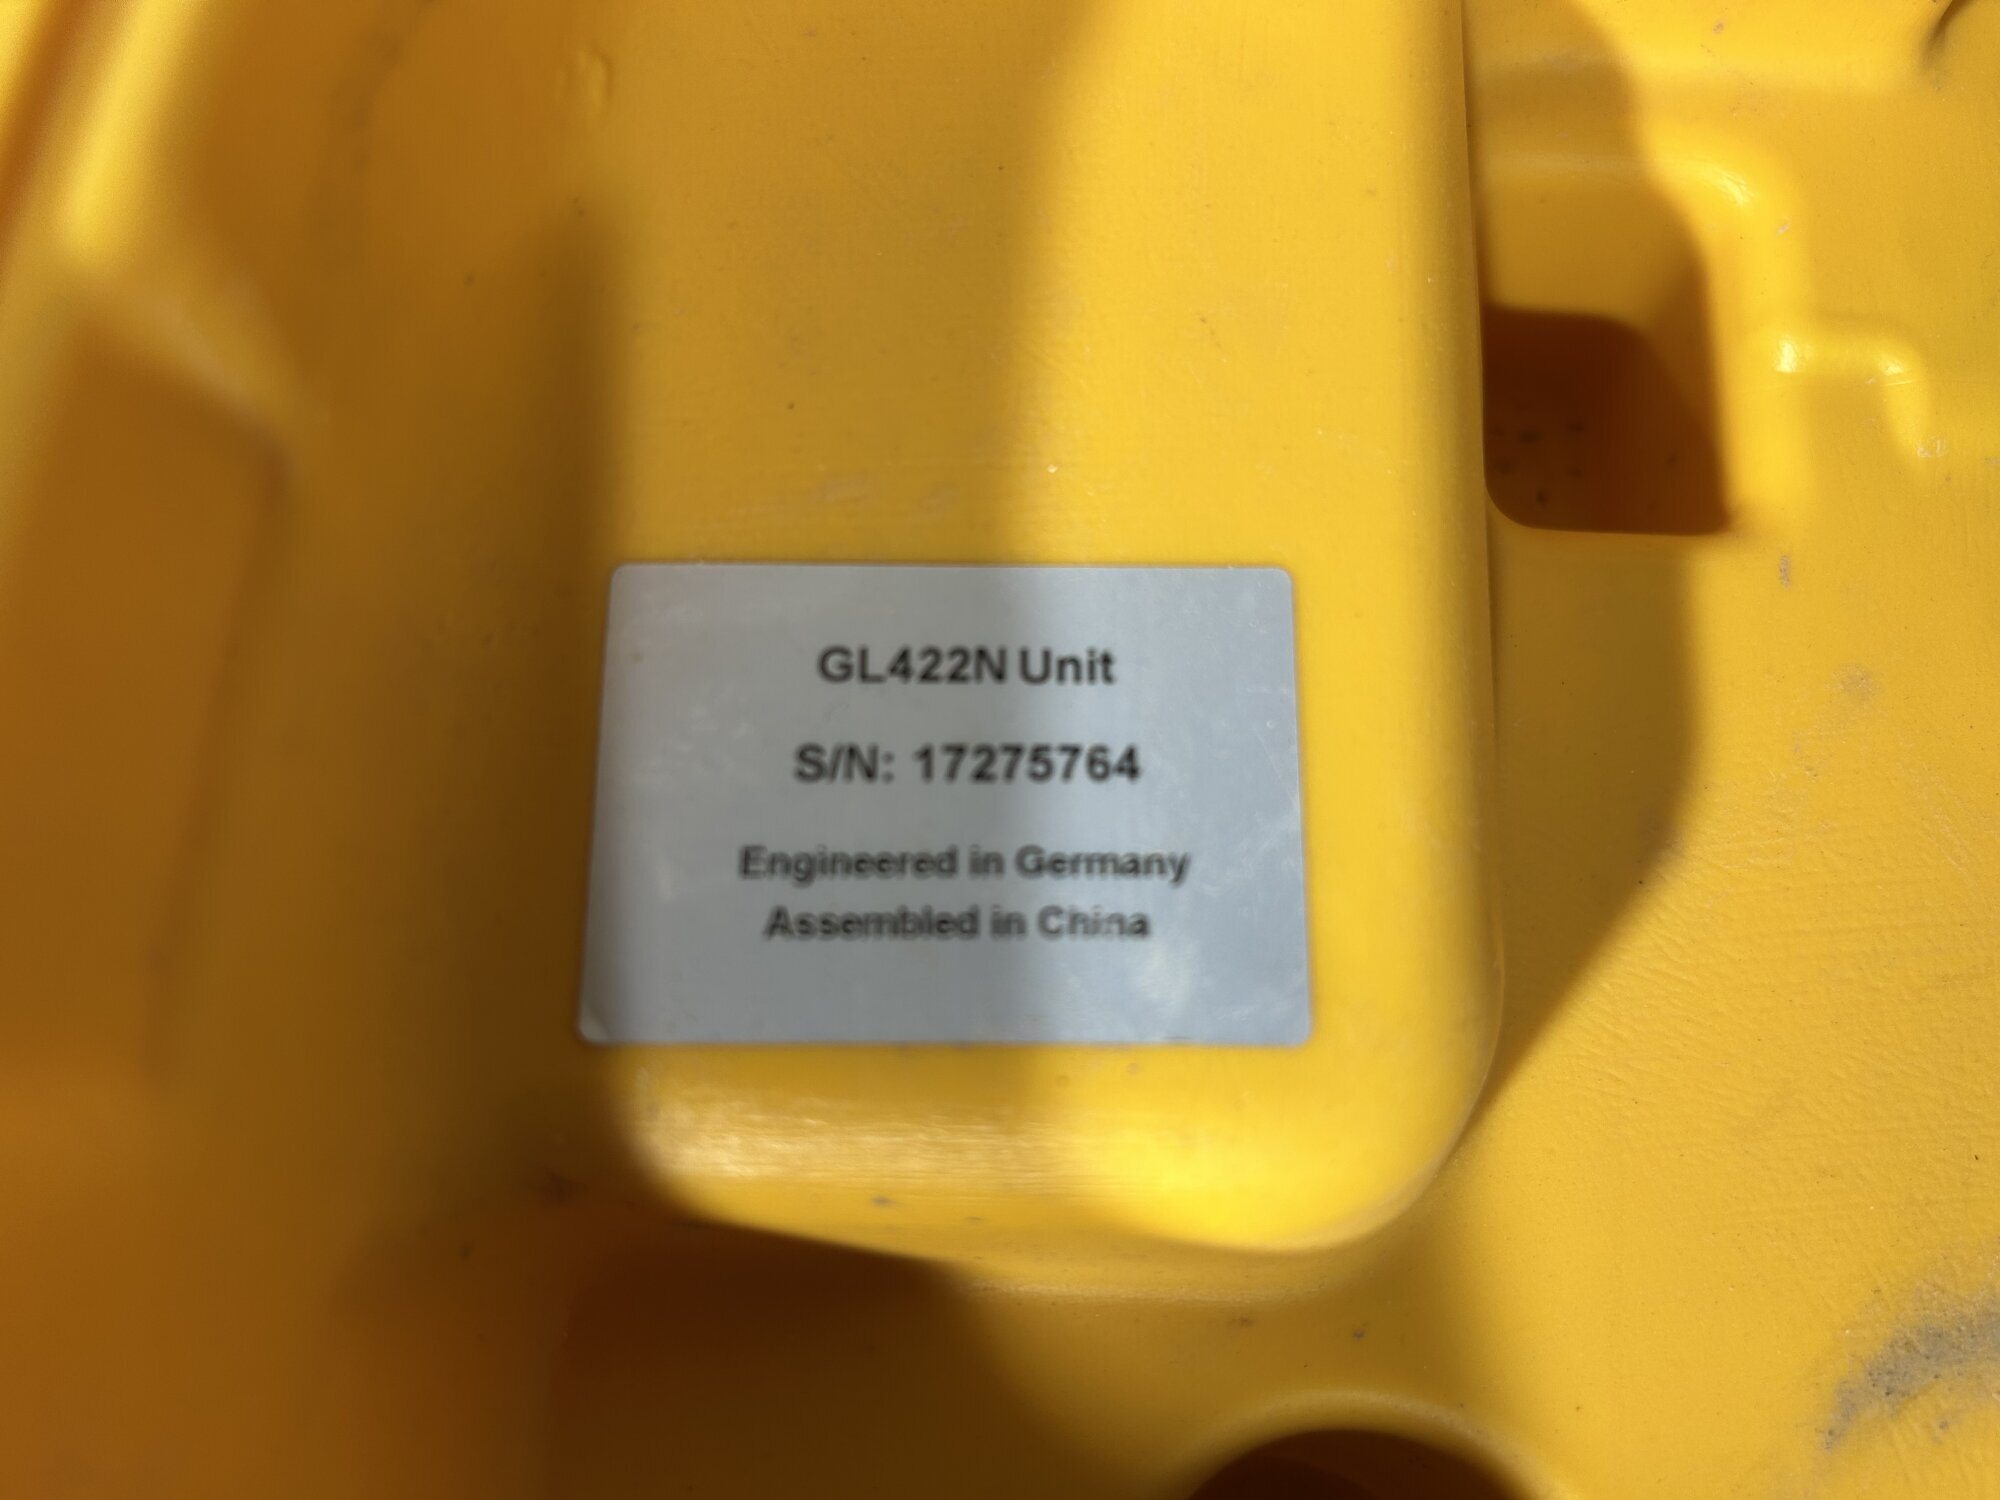 GL422N Unit
S/N: 17275764
Engineered in Germany
Assembled in China